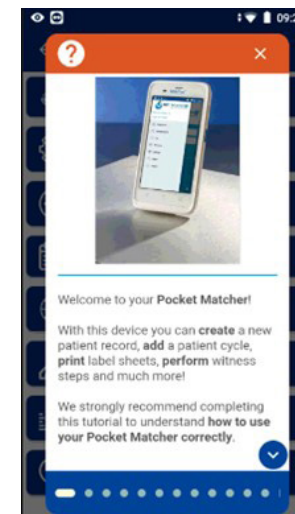 09:2
?
Welcome to your Pocket Matcher!
With this device you can create a new
patient record, add a patient cycle,
print label sheets, perform witness
steps and much more!
We strongly recommend completing
this tutorial to understand how to use
your Pocket Matcher correctly.